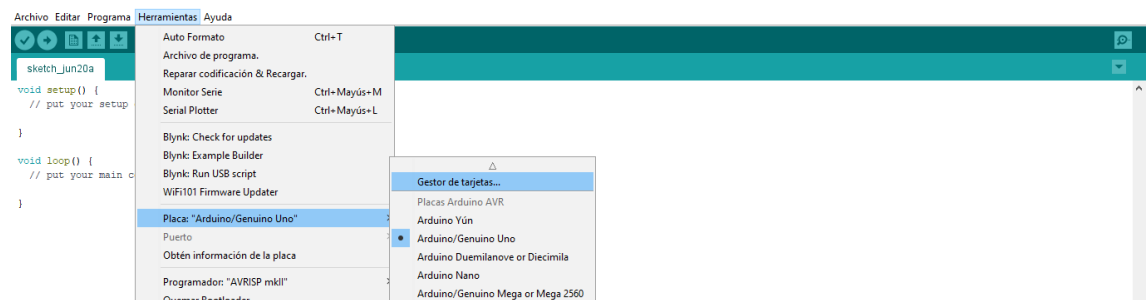 Archivo Editar Programa Herramientas Ayuda
sketch_jun20a
void setup() {
// put your setup
}
void loop() {
// put your main c
}
Auto Formato Ctrl+T
Archivo de programa.
Reparar codificación & Recargar.
Monitor Serie Ctrl+Mayús+M
Serial Plotter Ctrl+Mayús+L
Blynk: Check for updates
Blynk: Example Builder
Blynk: Run USB script
WiFi101 Firmware Updater
Placa: "Arduino/Genuino Uno"
Puerto
Obtén información de la placa
Programador: "AVRISP mkII"
Quemar Bootloader
Gestor de tarjetas...
Placas Arduino AVR
Arduino Yún
Arduino/Genuino Uno
Arduino Duemilanove or Diecimila
Arduino Nano
Arduino/Genuino Mega or Mega 2560